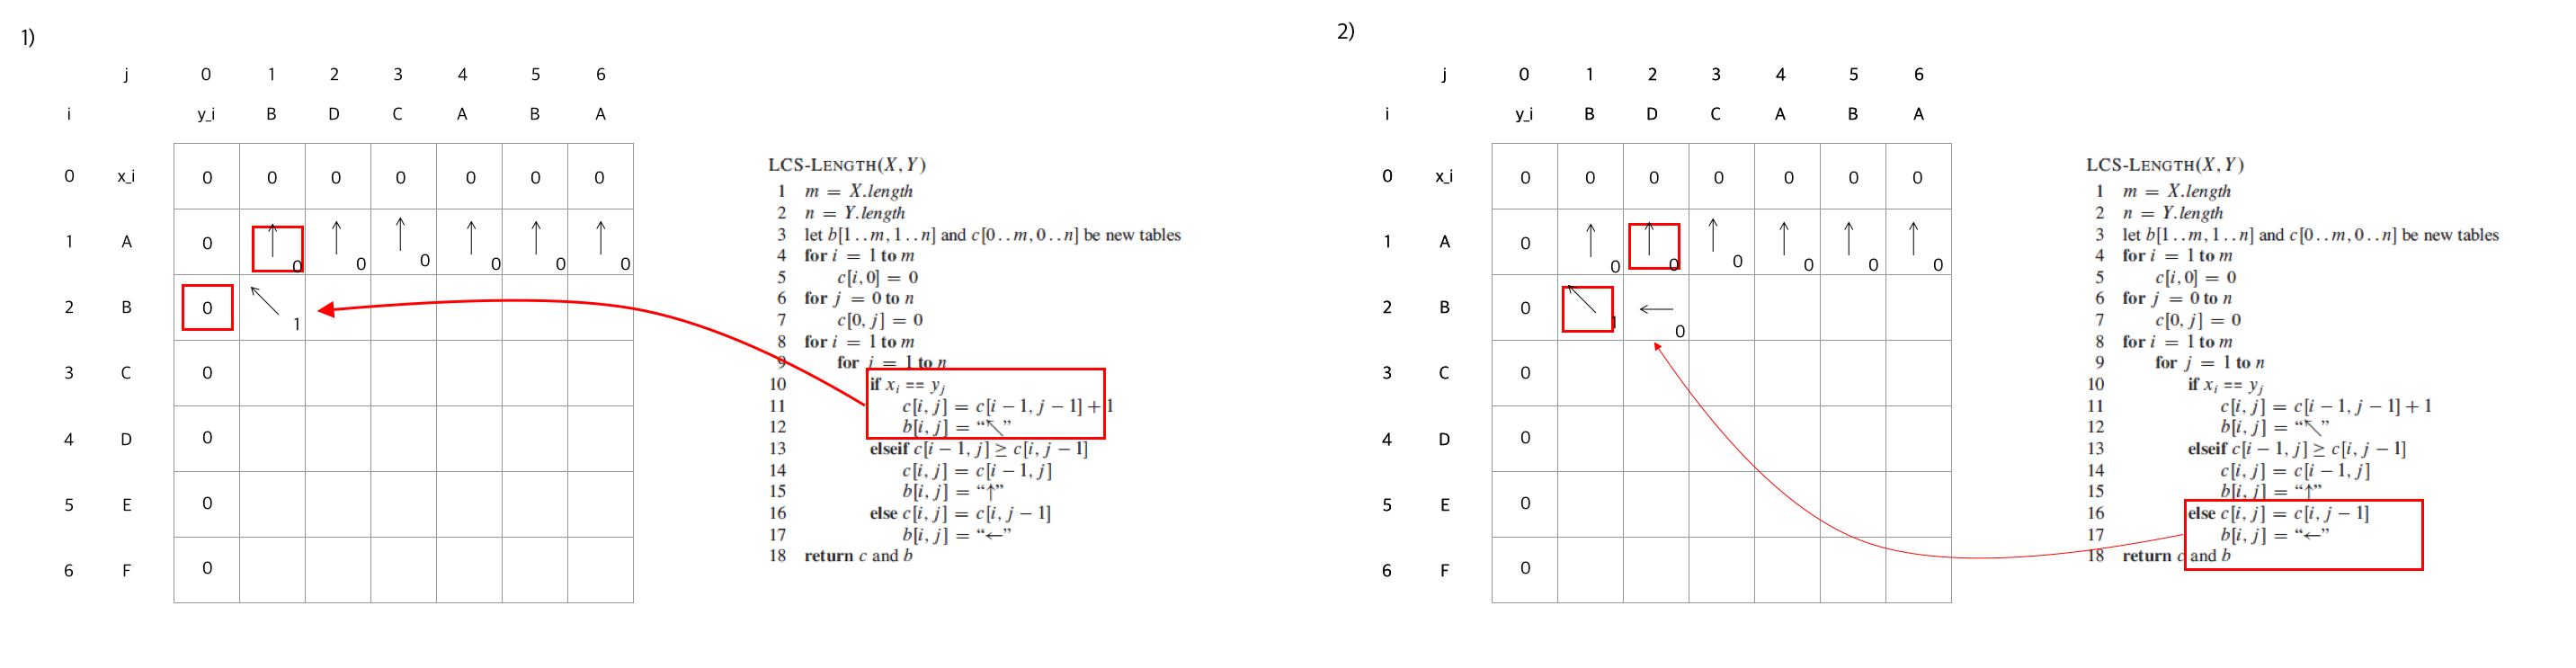 1)
j 0 1 2 3 4 5 6
i y_i B D C A B A
0 x_i 0 0 0 0 0 0 0
1 A 0 ↑ 0 ↑ 0 ↑ 0 ↑ 0 ↑ 0 ↑ 0
2 B 0 ↖ 1
3 C 0
4 D 0
5 E 0
6 F 0
LCS-LENGTH(X, Y)
1 m = X.length
2 n = Y.length
3 let b[1..m, 1..n] and c[0..m, 0..n] be new tables
4 for i = 1 to m
5 c[i, 0] = 0
6 for j = 0 to n
7 c[0, j] = 0
8 for i = 1 to m
9 for j = 1 to n
10 if x_i == y_j
11 c[i, j] = c[i − 1, j − 1] + 1
12 b[i, j] = “↖”
13 elseif c[i − 1, j] ≥ c[i, j − 1]
14 c[i, j] = c[i − 1, j]
15 b[i, j] = “↑”
16 else c[i, j] = c[i, j − 1]
17 b[i, j] = “←”
18 return c and b
2)
j 0 1 2 3 4 5 6
i y_i B D C A B A
0 x_i 0 0 0 0 0 0 0
1 A 0 ↑ 0 ↑ 0 ↑ 0 ↑ 0 ↑ 0 ↑ 0
2 B 0 ↖ 1 ← 0
3 C 0
4 D 0
5 E 0
6 F 0
LCS-LENGTH(X, Y)
1 m = X.length
2 n = Y.length
3 let b[1..m, 1..n] and c[0..m, 0..n] be new tables
4 for i = 1 to m
5 c[i, 0] = 0
6 for j = 0 to n
7 c[0, j] = 0
8 for i = 1 to m
9 for j = 1 to n
10 if x_i == y_j
11 c[i, j] = c[i − 1, j − 1] + 1
12 b[i, j] = “↖”
13 elseif c[i − 1, j] ≥ c[i, j − 1]
14 c[i, j] = c[i − 1, j]
15 b[i, j] = “↑”
16 else c[i, j] = c[i, j − 1]
17 b[i, j] = “←”
18 return c and b